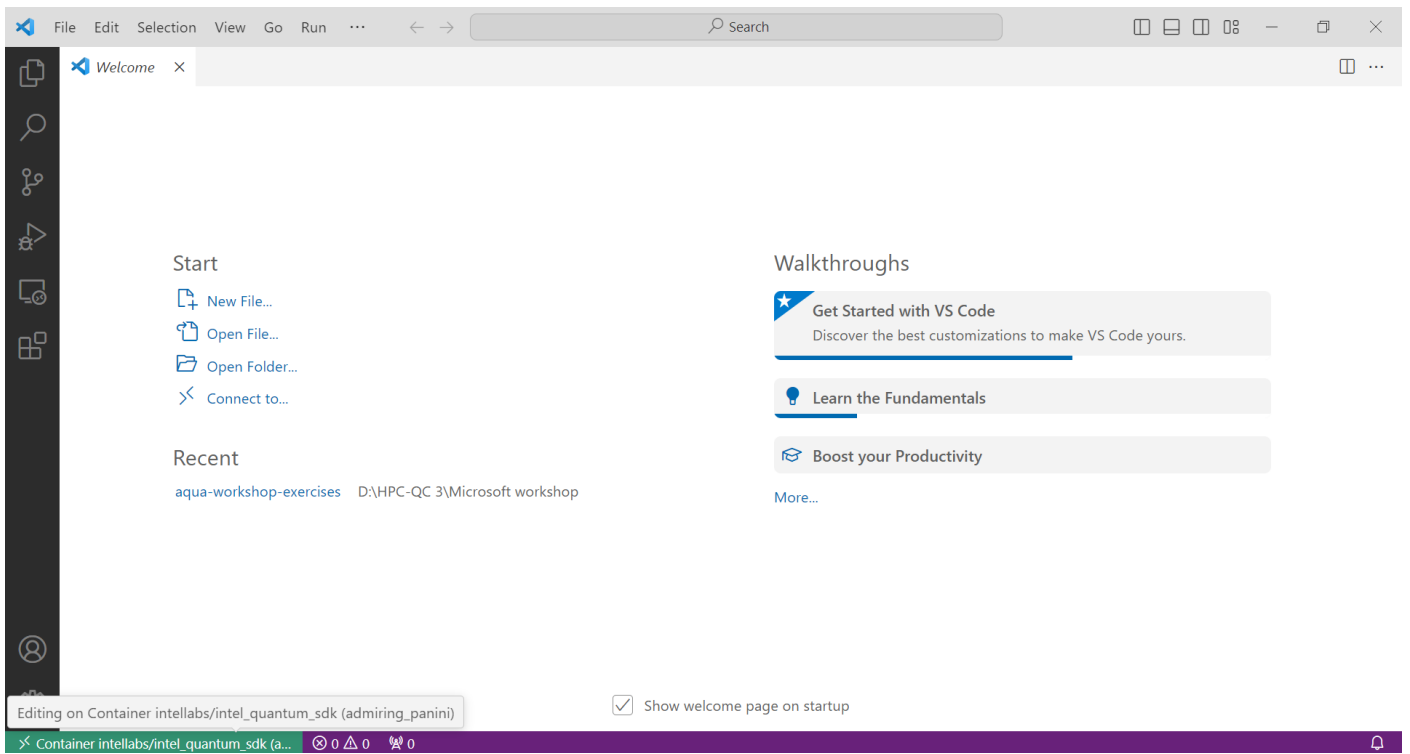 File Edit Selection View Go Run ··· Search
Welcome
Start
New File...
Open File...
Open Folder...
Connect to...
Recent
aqua-workshop-exercises D:\HPC-QC 3\Microsoft workshop
Walkthroughs
Get Started with VS Code
Discover the best customizations to make VS Code yours.
Learn the Fundamentals
Boost your Productivity
More...
Show welcome page on startup
Editing on Container intellabs/intel_quantum_sdk (admiring_panini)
Container intellabs/intel_quantum_sdk (a... 0 0 0